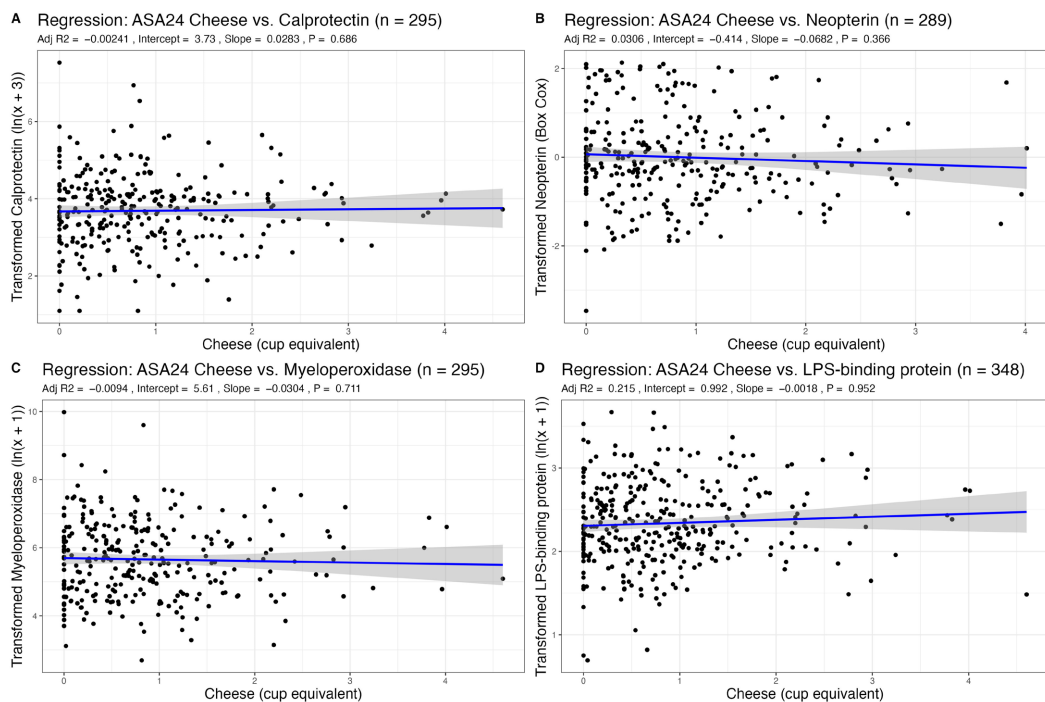 A Regression: ASA24 Cheese vs. Calprotectin (n = 295)
Adj R2 = −0.00241 , Intercept = 3.73 , Slope = 0.0283 , P = 0.686
Transformed Calprotectin (ln(x + 3))
6
4
2
0 1 2 3 4
Cheese (cup equivalent)
B Regression: ASA24 Cheese vs. Neopterin (n = 289)
Adj R2 = 0.0306 , Intercept = −0.414 , Slope = −0.0682 , P = 0.366
Transformed Neopterin (Box Cox)
2
0
-2
0 1 2 3 4
Cheese (cup equivalent)
C Regression: ASA24 Cheese vs. Myeloperoxidase (n = 295)
Adj R2 = −0.0094 , Intercept = 5.61 , Slope = −0.0304 , P = 0.711
Transformed Myeloperoxidase (ln(x + 1))
10
8
6
4
0 1 2 3 4
Cheese (cup equivalent)
D Regression: ASA24 Cheese vs. LPS-binding protein (n = 348)
Adj R2 = 0.215 , Intercept = 0.992 , Slope = −0.0018 , P = 0.952
Transformed LPS-binding protein (ln(x + 1))
3
2
1
0 1 2 3 4
Cheese (cup equivalent)